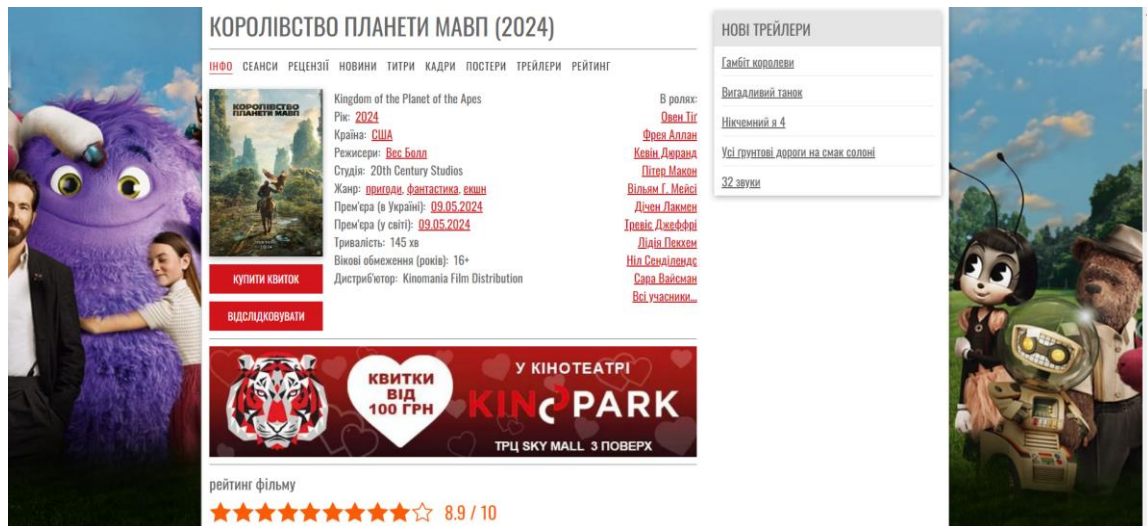 КОРОЛІВСТВО ПЛАНЕТИ МАВП (2024)
ІНФО СЕАНСИ РЕЦЕНЗІЇ НОВИНИ ТИТРИ КАДРИ ПОСТЕРИ ТРЕЙЛЕРИ РЕЙТИНГ
КОРОЛІВСТВО
ПЛАНЕТИ МАВП
КУПИТИ КВИТОК
ВІДСЛІДКОВУВАТИ
Kingdom of the Planet of the Apes
Рік: 2024
Країна: США
Режисери: Вес Болл
Студія: 20th Century Studios
Жанр: пригоди, фантастика, екшн
Прем'єра (в Україні): 09.05.2024
Прем'єра (у світі): 09.05.2024
Тривалість: 145 хв
Вікові обмеження (років): 16+
Дистриб'ютор: Kinomania Film Distribution
В ролях:
Овен Тіґ
Фрея Аллан
Кевін Дюранд
Пітер Макон
Вільям Г. Мейсі
Дічен Лакмен
Тревіс Джеффрі
Лідія Пекхем
Ніл Сенділендс
Сара Вайсман
Всі учасники...
КВИТКИ
ВІД
100 ГРН
У КІНОТЕАТРІ
KINOPARK
ТРЦ SKY MALL 3 ПОВЕРХ
рейтинг фільму
8.9 / 10
НОВІ ТРЕЙЛЕРИ
Гамбіт королеви
Вигадливий танок
Нікчемний я 4
Усі ґрунтові дороги на смак солоні
32 звуки